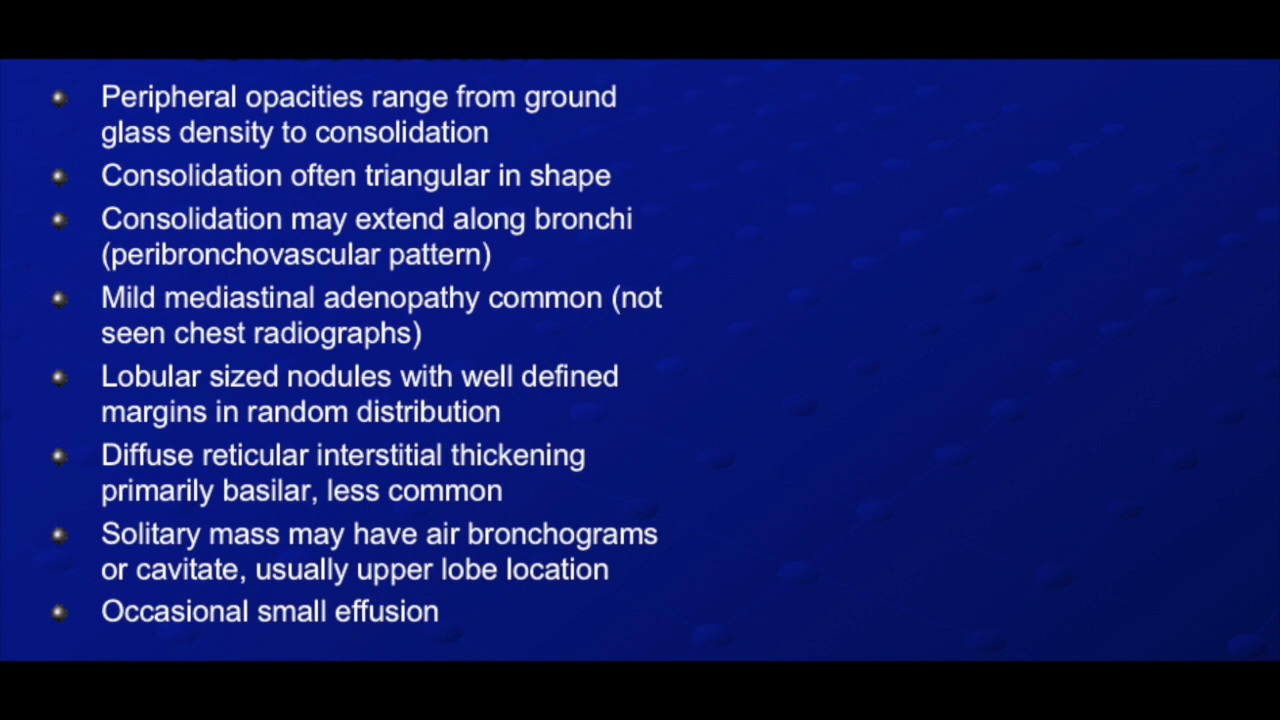 Peripheral opacities range from ground
glass density to consolidation
Consolidation often triangular in shape
Consolidation may extend along bronchi
(peribronchovascular pattern)
Mild mediastinal adenopathy common (not
seen chest radiographs)
Lobular sized nodules with well defined
margins in random distribution
Diffuse reticular interstitial thickening
primarily basilar, less common
Solitary mass may have air bronchograms
or cavitate, usually upper lobe location
Occasional small effusion